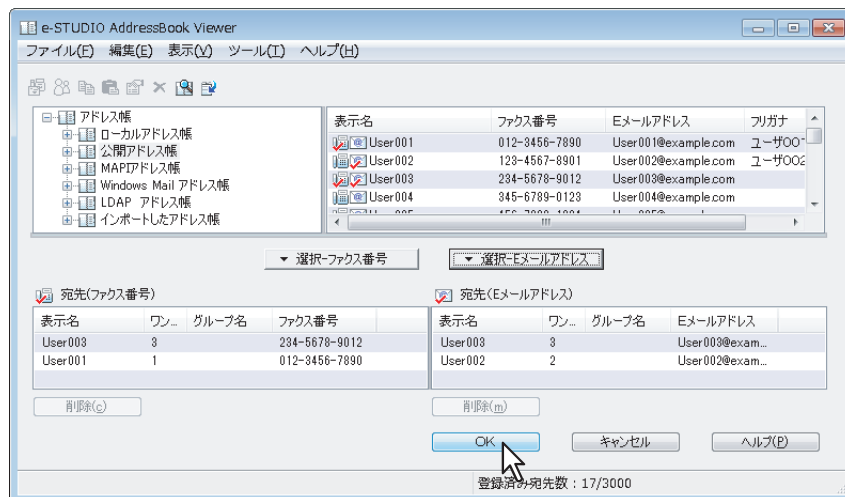 e-STUDIO AddressBook Viewer
ファイル(F) 編集(E) 表示(V) ツール(T) ヘルプ(H)
アドレス帳
ローカルアドレス帳
公開アドレス帳
MAPIアドレス帳
Windows Mail アドレス帳
LDAP アドレス帳
インポートしたアドレス帳
表示名 ファクス番号 Eメールアドレス フリガナ
User001 012-3456-7890 User001@example.com ユーザ001
User002 123-4567-8901 User002@example.com ユーザ002
User003 234-5678-9012 User003@example.com
User004 345-6789-0123 User004@example.com
選択-ファクス番号 選択-Eメールアドレス
宛先(ファクス番号)
表示名 ワン... グループ名 ファクス番号
User003 3 234-5678-9012
User001 1 012-3456-7890
削除(c)
宛先(Eメールアドレス)
表示名 ワン... グループ名 Eメールアドレス
User003 3 User003@exam...
User002 2 User002@exam...
削除(m)
OK キャンセル ヘルプ(P)
登録済み宛先数：17/3000